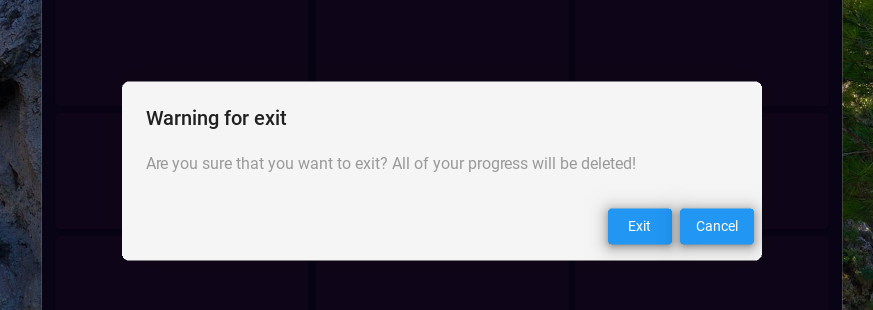 Warning for exit
Are you sure that you want to exit? All of your progress will be deleted!
Exit Cancel